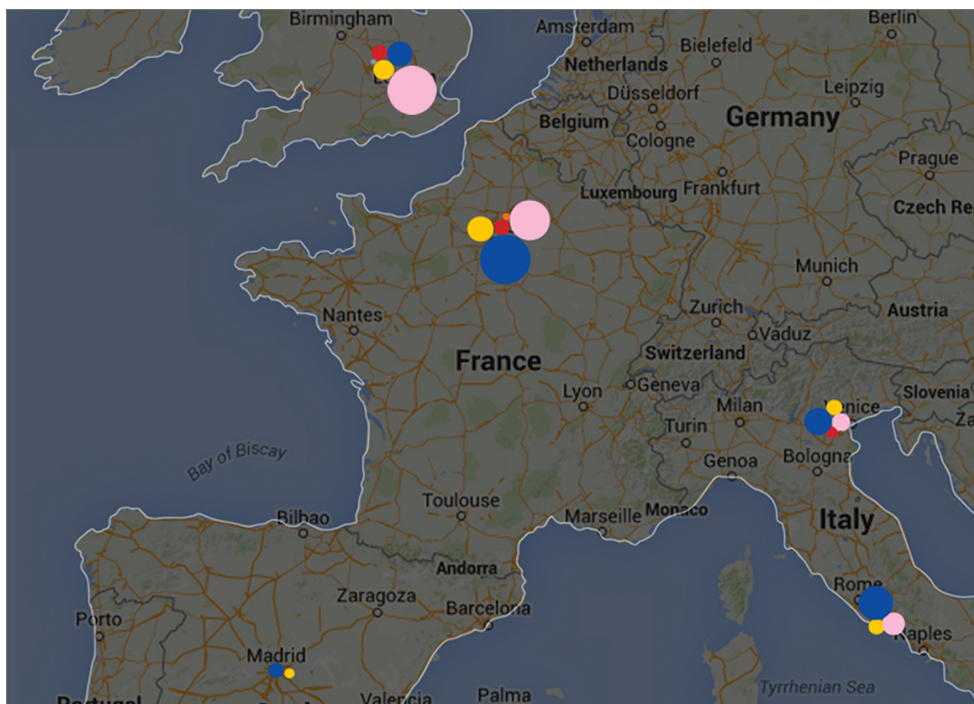 Birmingham
Amsterdam
Berlin
Bielefeld
Netherlands
Düsseldorf
Leipzig
Germany
Belgium
Cologne
Prague
Luxembourg
Frankfurt
Czech Re
Munich
Nantes
Zurich
Austria
Vaduz
France
Switzerland
Geneva
Lyon
Slovenia
Milan
Za
Turin
Bologna
Genoa
Bay of Biscay
Toulouse
Marseille
Monaco
Bilbao
Italy
Andorra
Rome
Zaragoza
Barcelona
Porto
Madrid
Tyrrhenian Sea
Valencia
Palma